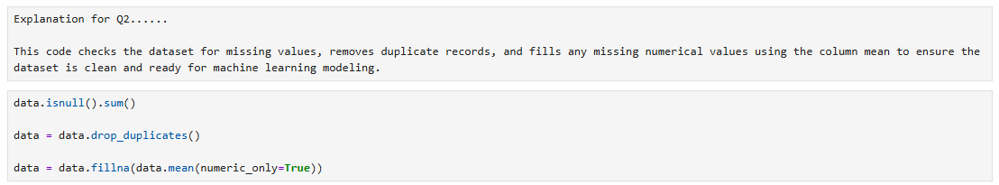 Explanation for Q2......
This code checks the dataset for missing values, removes duplicate records, and fills any missing numerical values using the column mean to ensure the
dataset is clean and ready for machine learning modeling.
data.isnull().sum()
data = data.drop_duplicates()
data = data.fillna(data.mean(numeric_only=True))